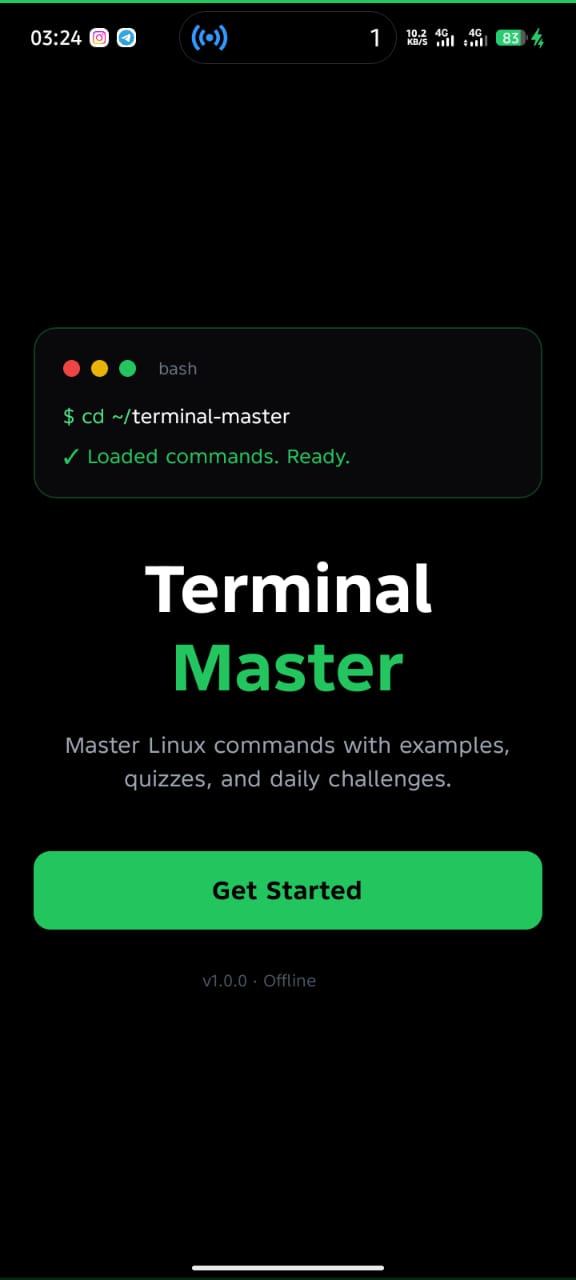 03:24
1
10.2 KB/S 4G 4G 83
bash
$ cd ~/terminal-master
✓ Loaded commands. Ready.
Terminal
Master
Master Linux commands with examples,
quizzes, and daily challenges.
Get Started
v1.0.0 · Offline